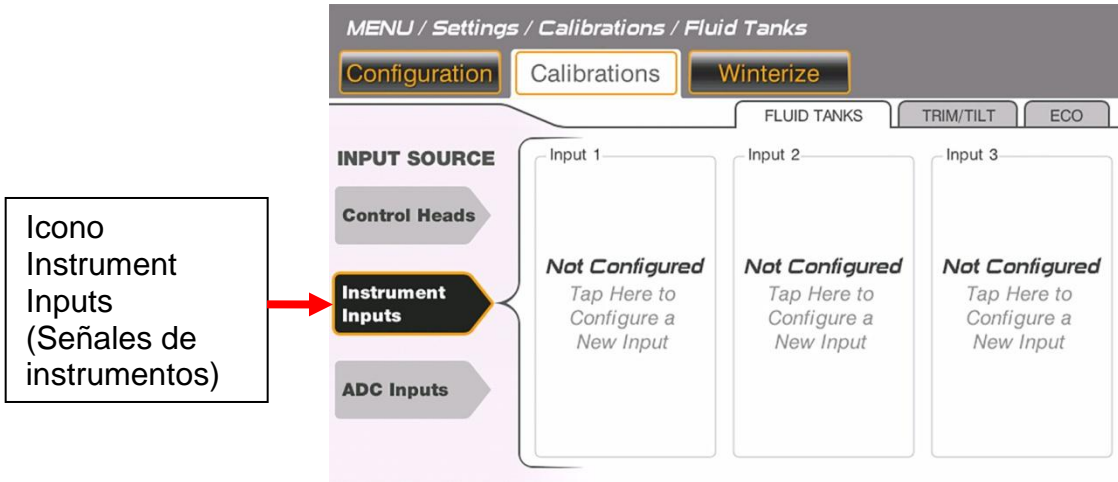 MENU / Settings / Calibrations / Fluid Tanks
Configuration
Calibrations
Winterize
FLUID TANKS
TRIM/TILT
ECO
INPUT SOURCE
Control Heads
Instrument
Inputs
ADC Inputs
Input 1
Not Configured
Tap Here to
Configure a
New Input
Input 2
Not Configured
Tap Here to
Configure a
New Input
Input 3
Not Configured
Tap Here to
Configure a
New Input
Icono
Instrument
Inputs
(Señales de
instrumentos)